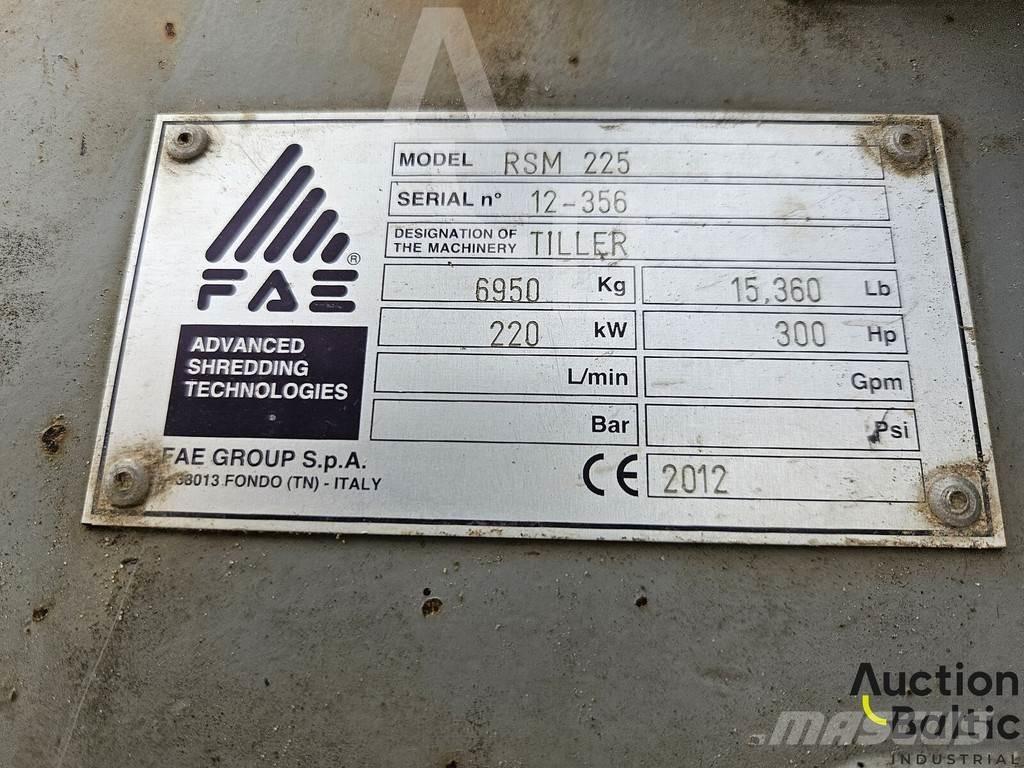 MODEL RSM 225
SERIAL n° 12-356
DESIGNATION OF
THE MACHINERY TILLER
6950 Kg 15,360 Lb
220 kW 300 Hp
L/min Gpm
Bar Psi
CE 2012
FAE ®
ADVANCED
SHREDDING
TECHNOLOGIES
FAE GROUP S.p.A.
38013 FONDO (TN) - ITALY
Auction
Baltic
INDUSTRIAL
MASCUS